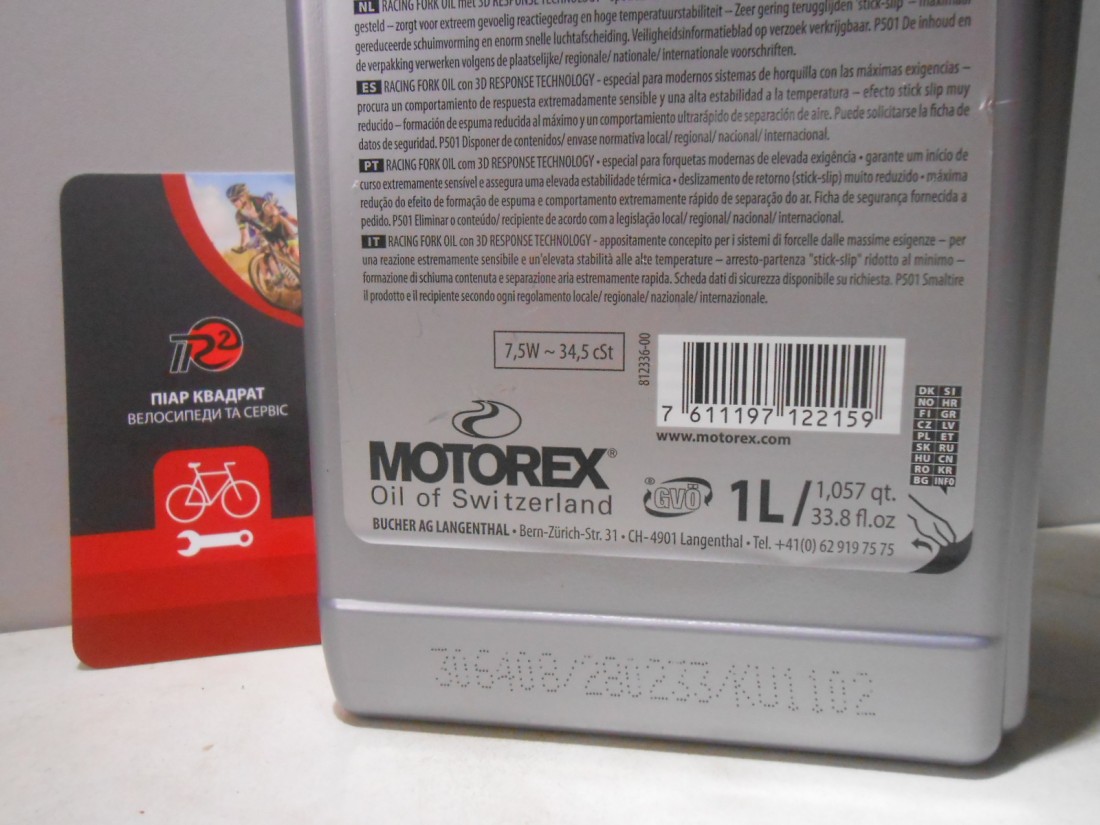 NL RACING FORK OIL met 3D RESPONSE TECHNOLOGY
gesteld – zorgt voor extreem gevoelig reactiegedrag en hoge temperatuurstabiliteit – Zeer gering terugglijden 'stick-slip' – maximaal
gereduceerde schuimvorming en enorm snelle luchtafscheiding. Veiligheidsinformatieblad op verzoek verkrijgbaar. P501 De inhoud en
de verpakking verwerken volgens de plaatselijke/ regionale/ nationale/ internationale voorschriften.
ES RACING FORK OIL con 3D RESPONSE TECHNOLOGY - especial para modernos sistemas de horquilla con las máximas exigencias –
procura un comportamiento de respuesta extremadamente sensible y una alta estabilidad a la temperatura – efecto stick slip muy
reducido – formación de espuma reducida al máximo y un comportamiento ultrarápido de separación de aire. Puede solicitarse la ficha de
datos de seguridad. P501 Disponer de contenidos/ envase normativa local/ regional/ nacional/ internacional.
PT RACING FORK OIL com 3D RESPONSE TECHNOLOGY • especial para forquetas modernas de elevada exigência • garante um início de
curso extremamente sensível e assegura uma elevada estabilidade térmica • deslizamento de retorno (stick-slip) muito reduzido • máxima
redução do efeito de formação de espuma e comportamento extremamente rápido de separação do ar. Ficha de segurança fornecida a
pedido. P501 Eliminar o conteúdo/ recipiente de acordo com a legislação local/ regional/ nacional/ internacional.
IT RACING FORK OIL con 3D RESPONSE TECHNOLOGY - appositamente concepito per i sistemi di forcelle dalle massime esigenze – per
una reazione estremamente sensibile e un'elevata stabilità alle alte temperature – arresto-partenza "stick-slip" ridotto al minimo –
formazione di schiuma contenuta e separazione aria estremamente rapida. Scheda dati di sicurezza disponibile su richiesta. P501 Smaltire
il prodotto e il recipiente secondo ogni regolamento locale/ regionale/ nazionale/ internazionale.
7,5W ~ 34,5 cSt
812336-00
7 611197 122159
www.motorex.com
DK SI
NO HR
FI GR
CZ LV
PL ET
SK RU
HU CN
RO KR
BG INFO
MOTOREX®
Oil of Switzerland
® GVÖ
1L/ 1,057 qt.
33.8 fl.oz
BUCHER AG LANGENTHAL • Bern-Zürich-Str. 31 • CH-4901 Langenthal • Tel. +41(0) 62 919 75 75
306408/280233/KU1102
ПR2
ПІАР КВАДРАТ
ВЕЛОСИПЕДИ ТА СЕРВІС